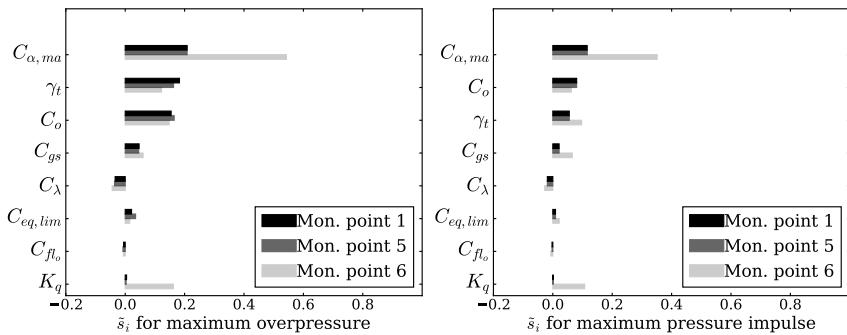 C_{α,ma}
γ_t
C_o
C_{gs}
C_λ
C_{eq,lim}
C_{fl_o}
K_q
Mon. point 1
Mon. point 5
Mon. point 6
−0.2 0.0 0.2 0.4 0.6 0.8
s̃_i for maximum overpressure
C_{α,ma}
C_o
γ_t
C_{gs}
C_λ
C_{eq,lim}
C_{fl_o}
K_q
Mon. point 1
Mon. point 5
Mon. point 6
−0.2 0.0 0.2 0.4 0.6 0.8
s̃_i for maximum pressure impulse